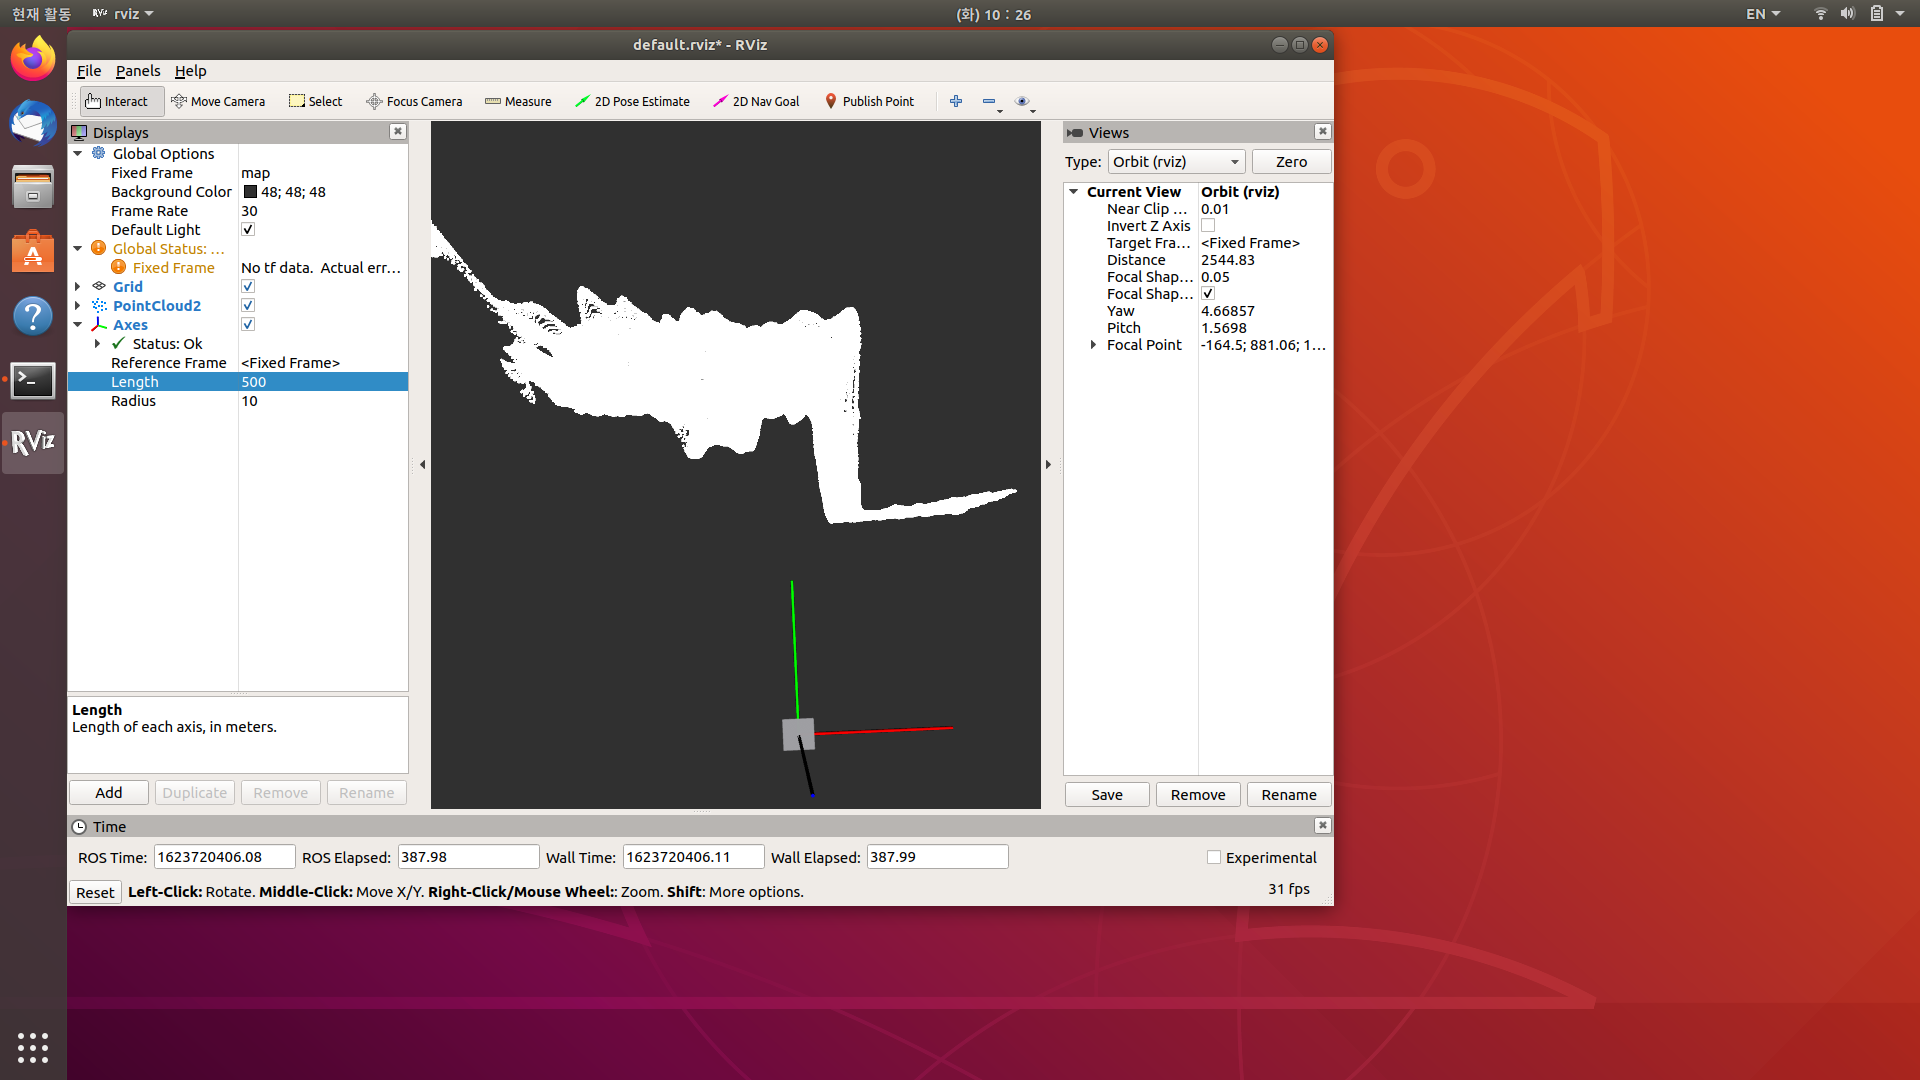 현재 활동
RViz rviz
(화) 10 : 26
EN
default.rviz* - RViz
File Panels Help
Interact Move Camera Select Focus Camera Measure 2D Pose Estimate 2D Nav Goal Publish Point
Displays
Global Options
Fixed Frame map
Background Color 48; 48; 48
Frame Rate 30
Default Light
Global Status: ...
Fixed Frame No tf data. Actual err...
Grid
PointCloud2
Axes
Status: Ok
Reference Frame <Fixed Frame>
Length 500
Radius 10
Length
Length of each axis, in meters.
Add Duplicate Remove Rename
Views
Type: Orbit (rviz) Zero
Current View Orbit (rviz)
Near Clip ... 0.01
Invert Z Axis
Target Fra... <Fixed Frame>
Distance 2544.83
Focal Shap... 0.05
Focal Shap...
Yaw 4.66857
Pitch 1.5698
Focal Point -164.5; 881.06; 1...
Save Remove Rename
Time
ROS Time: 1623720406.08 ROS Elapsed: 387.98 Wall Time: 1623720406.11 Wall Elapsed: 387.99 Experimental
Reset Left-Click: Rotate. Middle-Click: Move X/Y. Right-Click/Mouse Wheel:: Zoom. Shift: More options. 31 fps
RViz